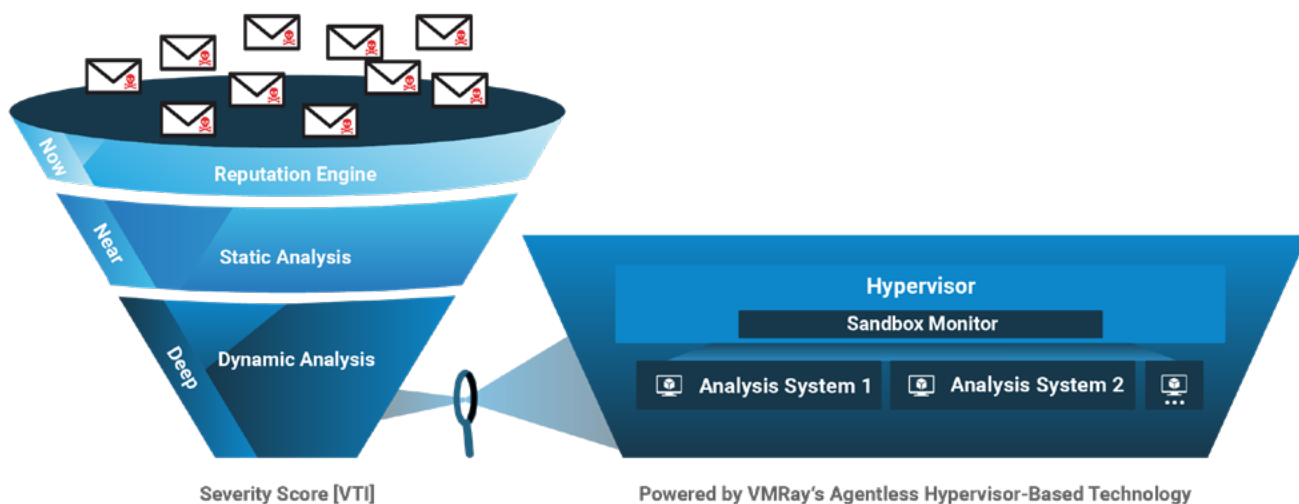 Now
Reputation Engine
Near
Static Analysis
Deep
Dynamic Analysis
Severity Score [VTI]
Hypervisor
Sandbox Monitor
Analysis System 1
Analysis System 2
Powered by VMRay‘s Agentless Hypervisor-Based Technology